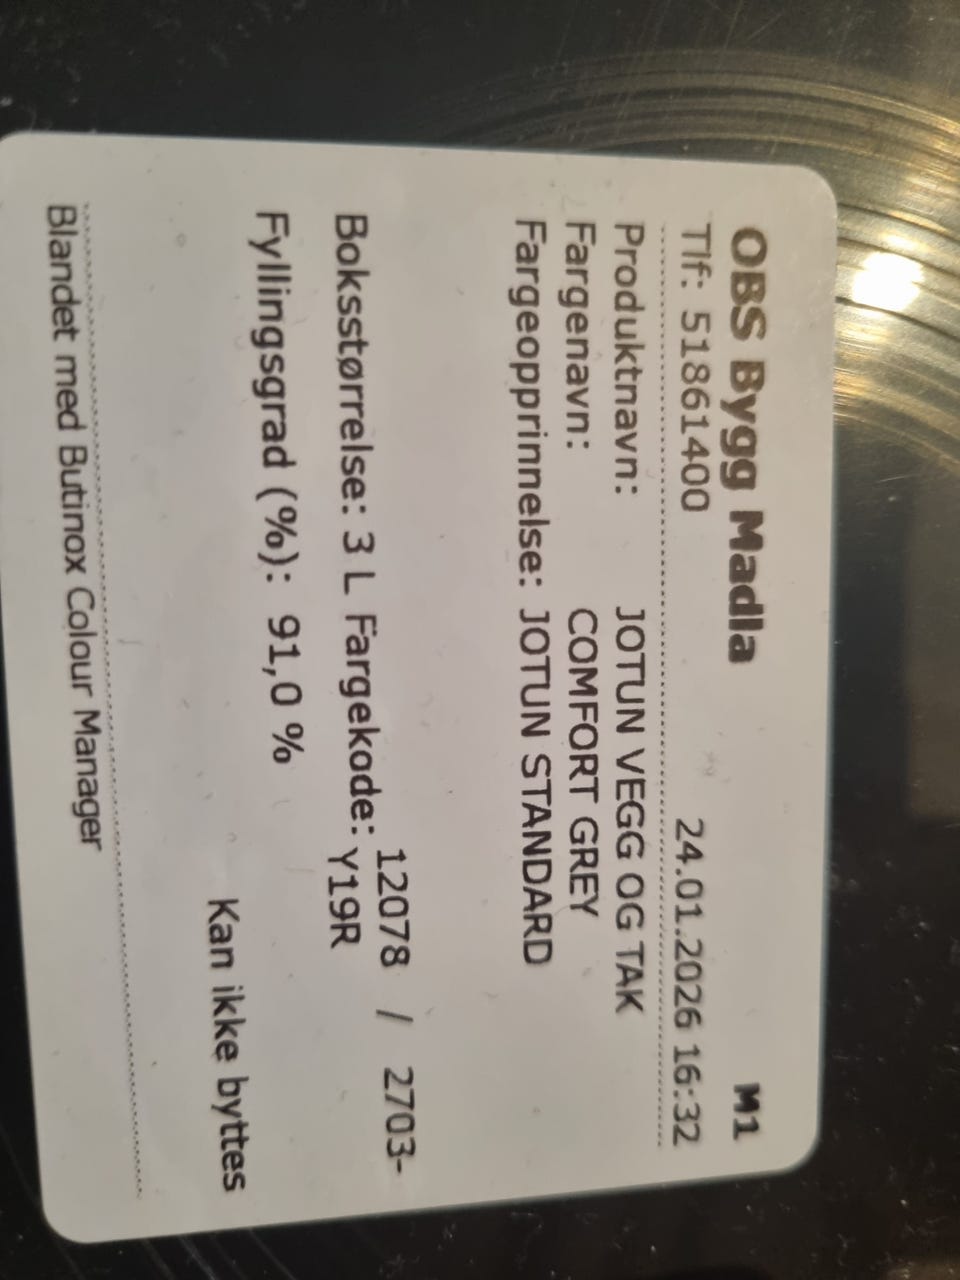 OBS Bygg Madla M1
Tlf: 51861400 24.01.2026 16:32
Produktnavn: JOTUN VEGG OG TAK
Fargenavn: COMFORT GREY
Fargeopprinnelse: JOTUN STANDARD
Boksstørrelse: 3 L Fargekode: 12078 / 2703-
Y19R
Fyllingsgrad (%): 91,0 %
Kan ikke byttes
Blandet med Butinox Colour Manager